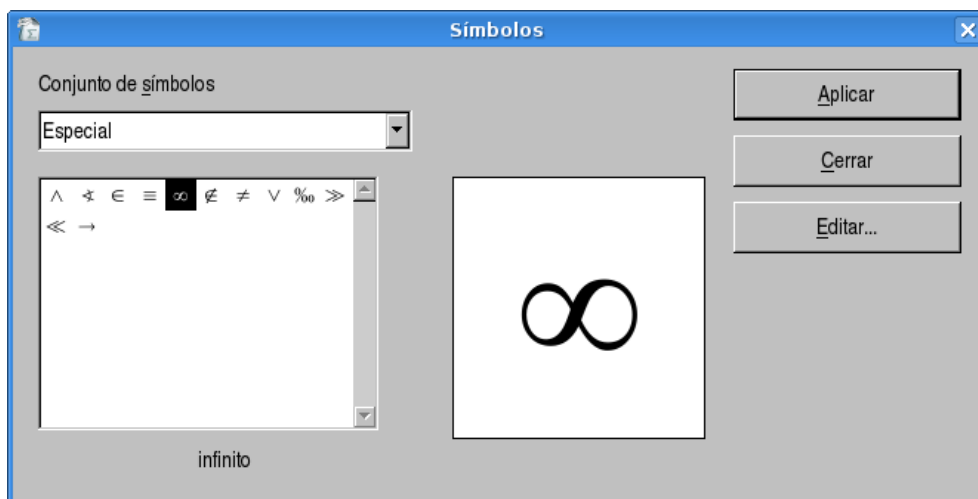 Símbolos
Conjunto de símbolos
Especial
∧ ∢ ∈ ≡ ∞ ∉ ≠ ∨ ‰ ≫
≪ →
∞
infinito
Aplicar
Cerrar
Editar...